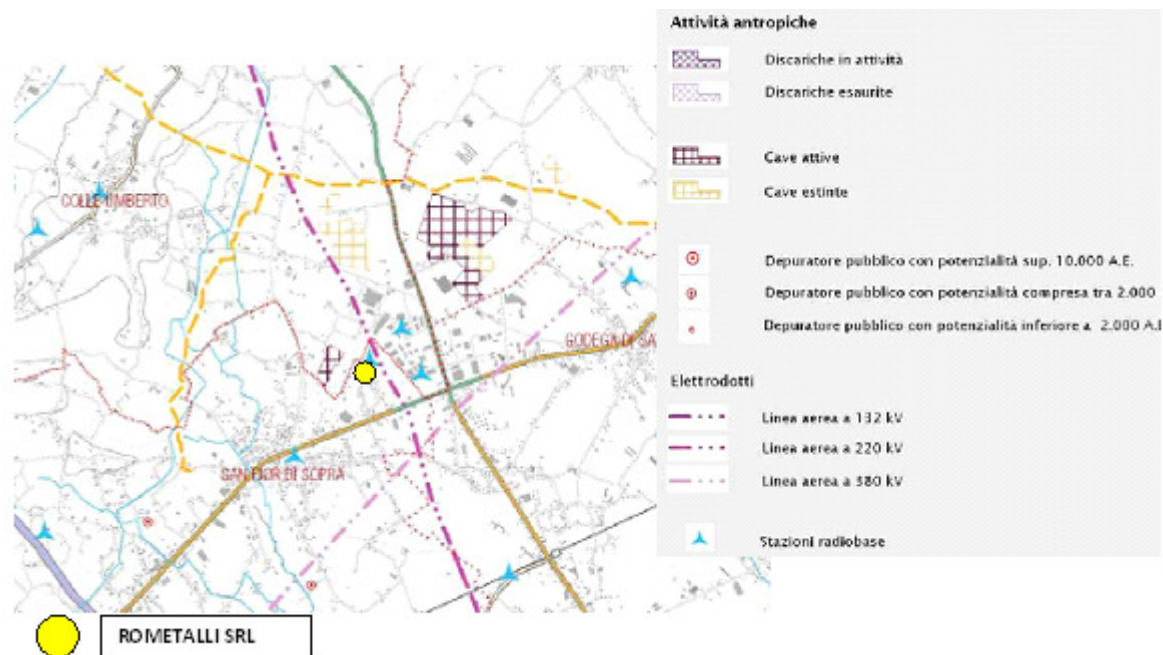 Attività antropiche
Discariche in attività
Discariche esaurite
Cave attive
Cave estinte
Depuratore pubblico con potenzialità sup. 10.000 A.E.
Depuratore pubblico con potenzialità compresa tra 2.000
Depuratore pubblico con potenzialità inferiore a 2.000 A.E
Elettrodotti
Linea aerea a 132 kV
Linea aerea a 220 kV
Linea aerea a 380 kV
Stazioni radiobase
COLLE UMBERTO
GODEGA DI SA
SAN FIOR DI SOPRA
ROMETALLI SRL